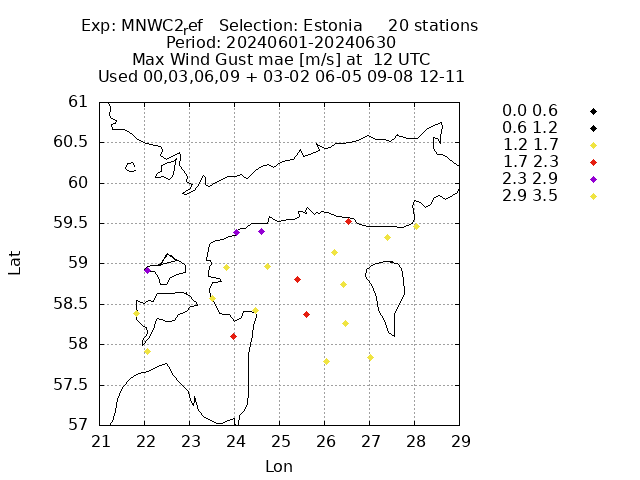 Exp: MNWC2ref Selection: Estonia 20 stations
Period: 20240601-20240630
Max Wind Gust mae [m/s] at 12 UTC
Used 00,03,06,09 + 03-02 06-05 09-08 12-11
0.0 0.6
0.6 1.2
1.2 1.7
1.7 2.3
2.3 2.9
2.9 3.5
61
60.5
60
59.5
59
58.5
58
57.5
57
Lat
21 22 23 24 25 26 27 28 29
Lon